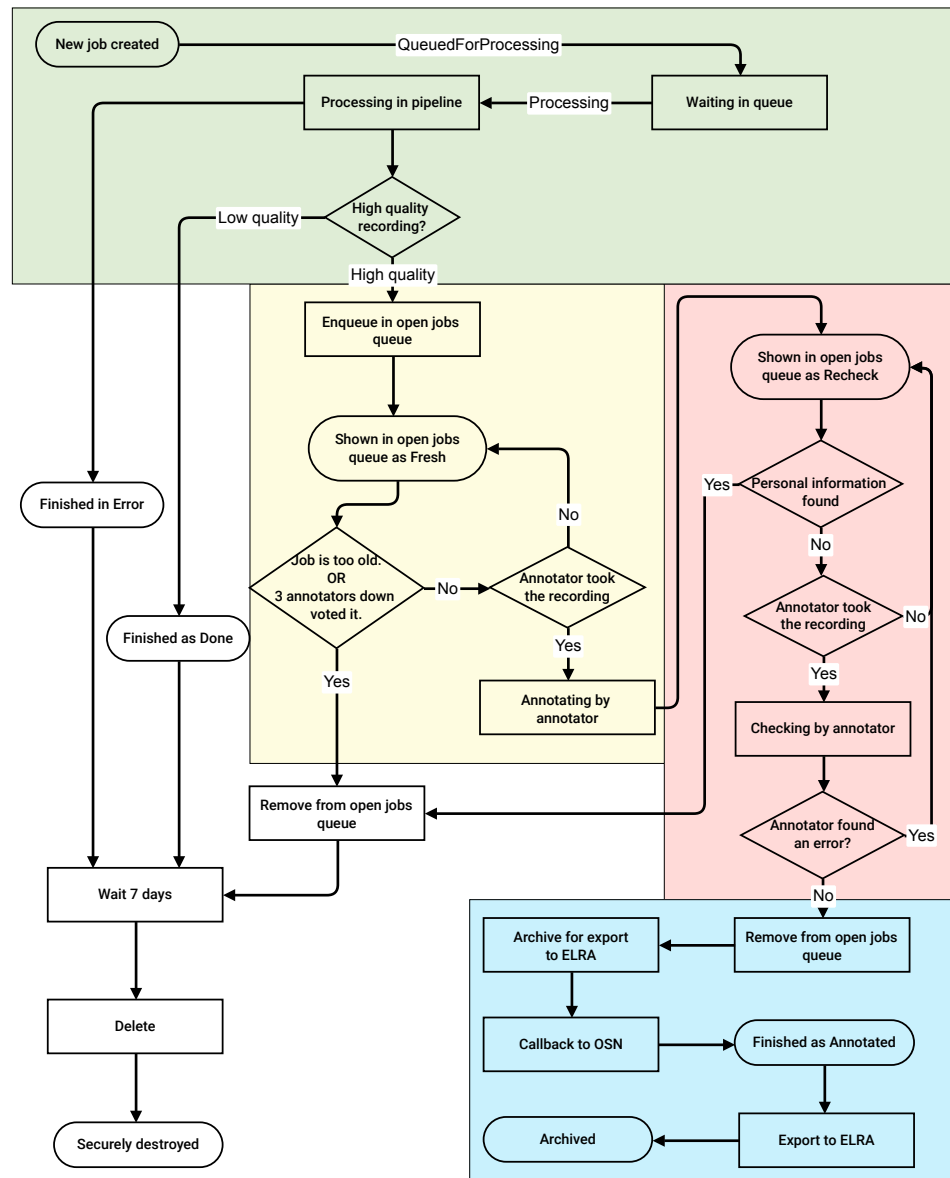 New job created
QueuedForProcessing
Processing in pipeline
Processing
Waiting in queue
High quality
recording?
Low quality
High quality
Enqueue in open jobs
queue
Shown in open jobs
queue as Recheck
Shown in open jobs
queue as Fresh
Yes
Personal information
found
Finished in Error
No
No
Job is too old.
OR
3 annotators down
voted it.
No
Annotator took
the recording
Annotator took
the recording
No
Finished as Done
Yes
Yes
Yes
Annotating by
annotator
Checking by annotator
Remove from open jobs
queue
Annotator found
an error?
Yes
Wait 7 days
No
Archive for export
to ELRA
Remove from open jobs
queue
Delete
Callback to OSN
Finished as Annotated
Securely destroyed
Archived
Export to ELRA